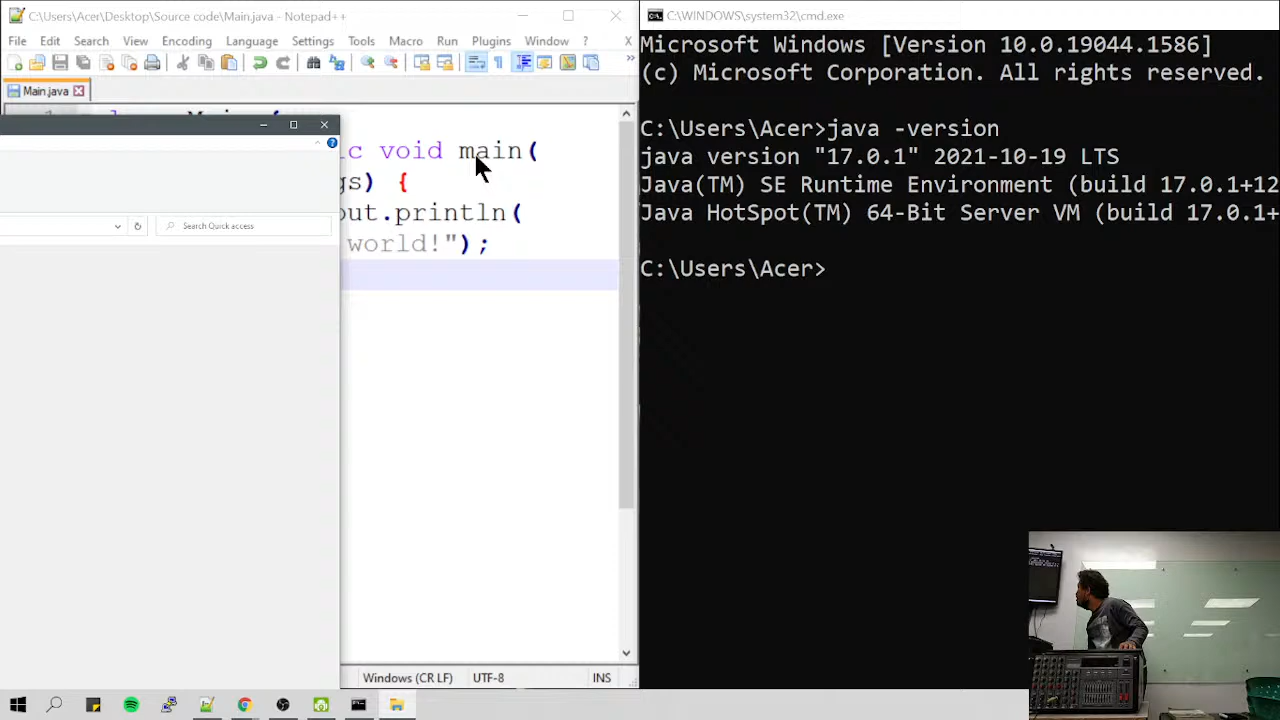 C:\Users\Acer\Desktop\Source code\Main.java - Notepad++
File Edit Search View Encoding Language Settings Tools Macro Run Plugins Window ? X
Main.java
Search Quick access
void main(
gs) {
out.println(
world!");
Windows (CR LF) UTF-8 INS
C:\WINDOWS\system32\cmd.exe
Microsoft Windows [Version 10.0.19044.1586]
(c) Microsoft Corporation. All rights reserved.
C:\Users\Acer>java -version
java version "17.0.1" 2021-10-19 LTS
Java(TM) SE Runtime Environment (build 17.0.1+12
Java HotSpot(TM) 64-Bit Server VM (build 17.0.1+
C:\Users\Acer>